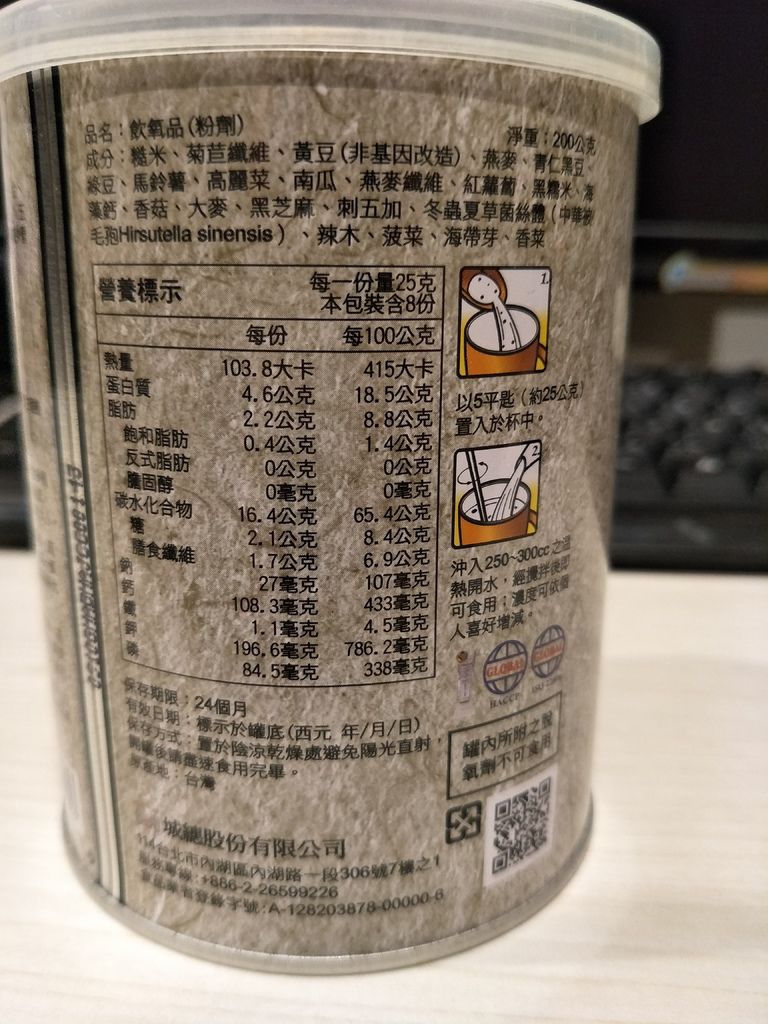 品名：飲氧品(粉劑)
淨重：200公克
成分：糙米、菊苣纖維、黃豆(非基因改造)、燕麥、青仁黑豆、
綠豆、馬鈴薯、高麗菜、南瓜、燕麥纖維、紅蘿蔔、黑糯米、海
藻鈣、香菇、大麥、黑芝麻、刺五加、冬蟲夏草菌絲體(中華被
毛孢Hirsutella sinensis)、辣木、菠菜、海帶芽、香菜
營養標示
每一份量25克
本包裝含8份
每份 每100公克
熱量 103.8大卡 415大卡
蛋白質 4.6公克 18.5公克
脂肪 2.2公克 8.8公克
飽和脂肪 0.4公克 1.4公克
反式脂肪 0公克 0公克
膽固醇 0毫克 0毫克
碳水化合物 16.4公克 65.4公克
糖 2.1公克 8.4公克
膳食纖維 1.7公克 6.9公克
鈉 27毫克 107毫克
鈣 108.3毫克 433毫克
鐵 1.1毫克 4.5毫克
鉀 196.6毫克 786.2毫克
磷 84.5毫克 338毫克
1.
以5平匙（約25公克）
置入於杯中。
2.
沖入250~300cc之溫
熱開水，經攪拌後即
可食用；濃度可依個
人喜好增減。
GLOBAL
HACCP
GLOBAL
罐內所附之脫
氧劑不可食用
保存期限：24個月
有效日期：標示於罐底(西元 年/月/日)
保存方式：置於陰涼乾燥處避免陽光直射，
開罐後請盡速食用完畢。
原產地：台灣
城纖股份有限公司
114台北市內湖區內湖路一段306號7樓之1
服務專線：+886-2-26599226
食品業者登錄字號：A-128203878-00000-6